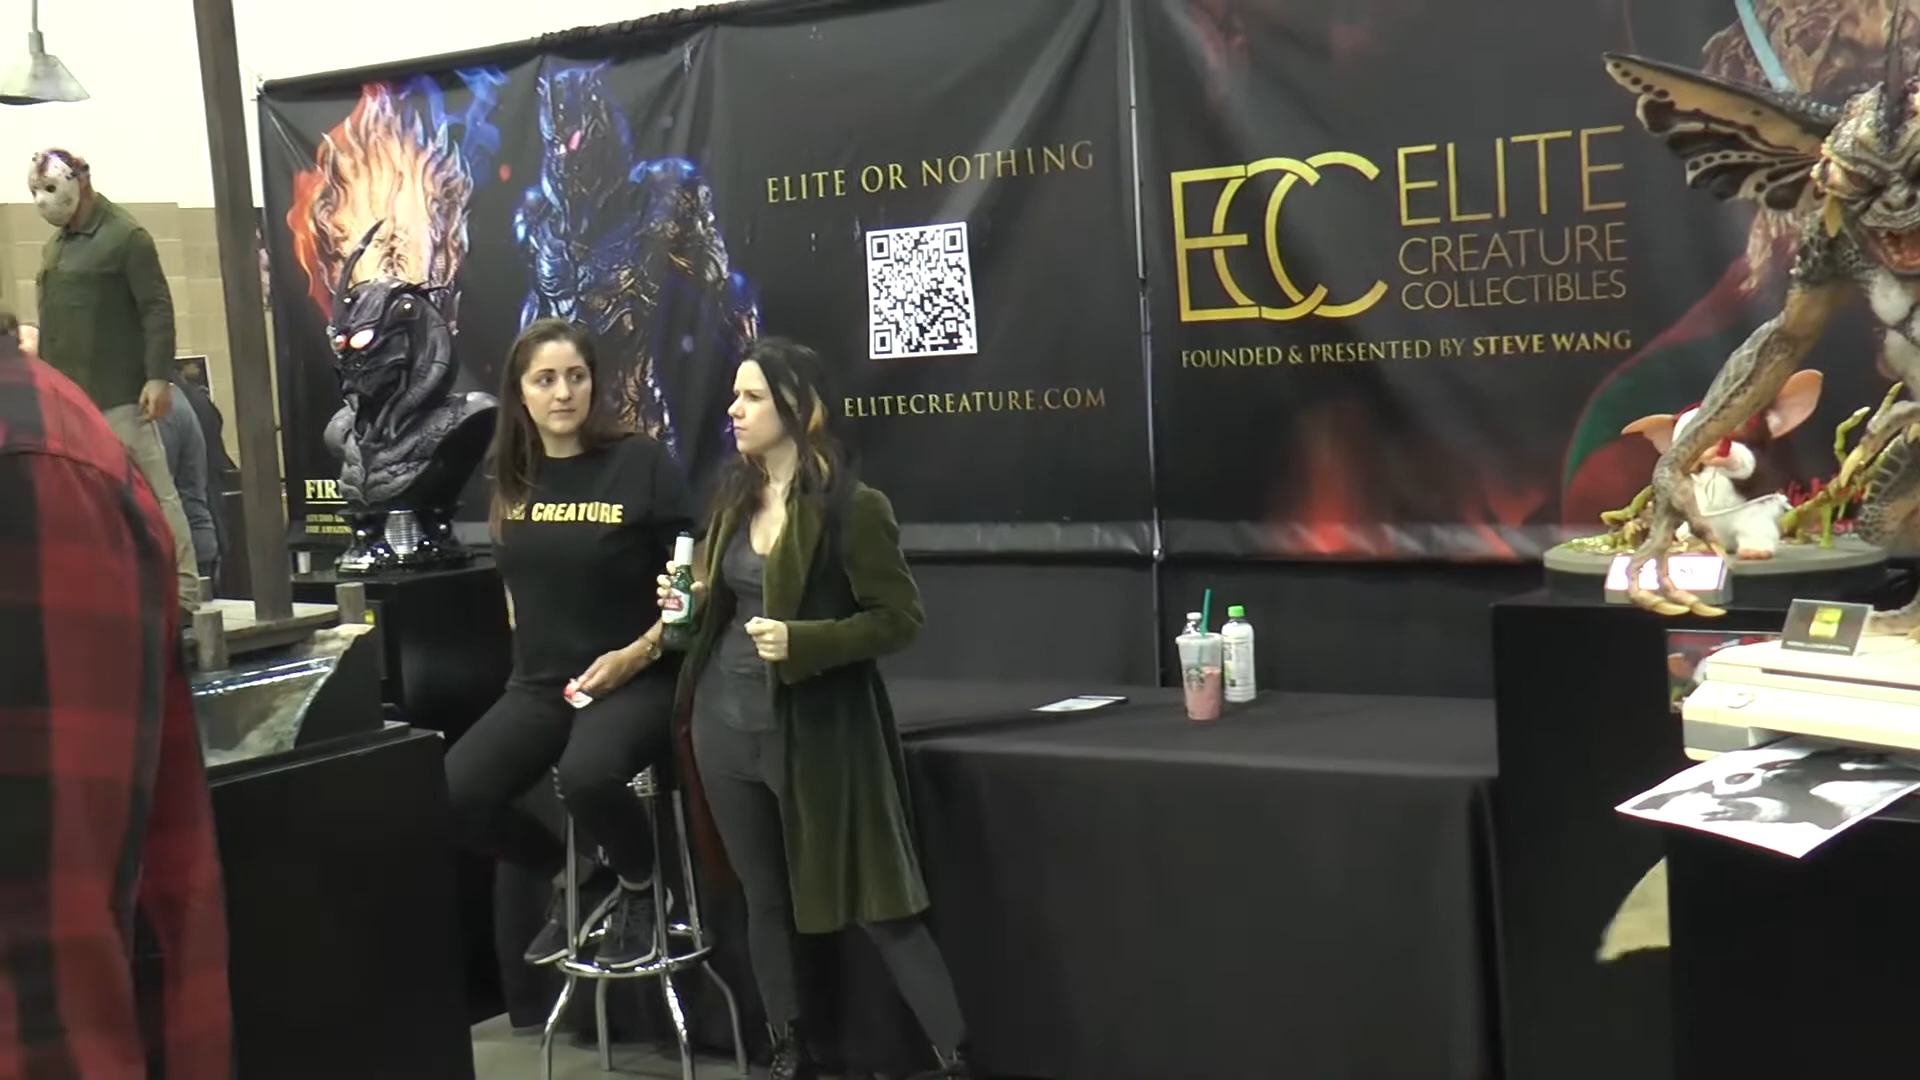 ELITE OR NOTHING
ELITECREATURE.COM
ECC
ELITE
CREATURE
COLLECTIBLES
FOUNDED & PRESENTED BY STEVE WANG
CREATURE